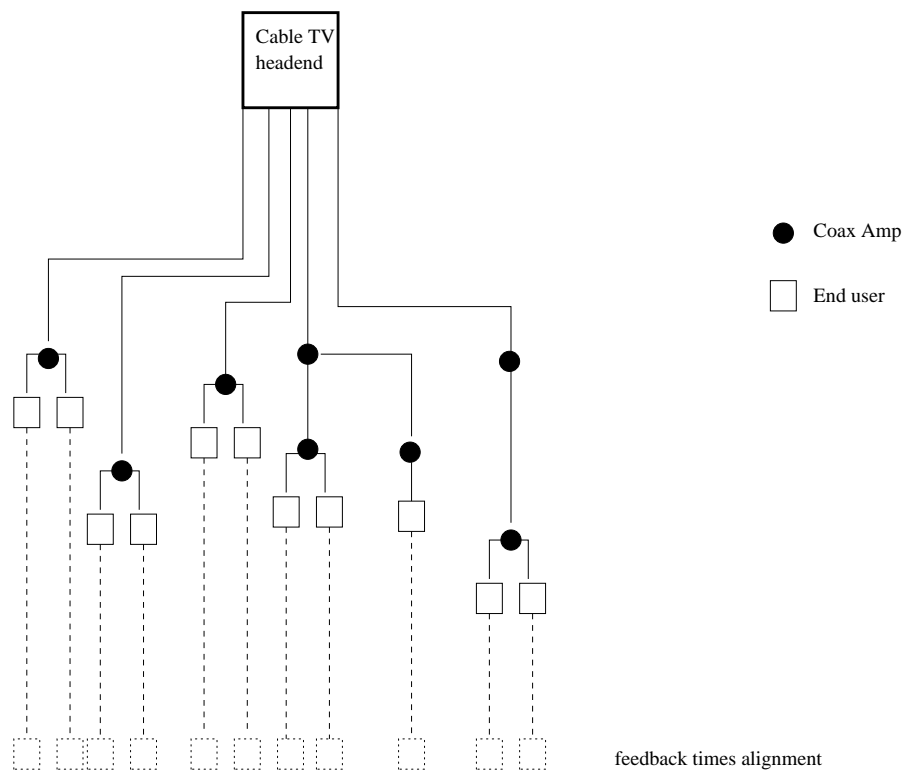 Cable TV
headend
Coax Amp
End user
feedback times alignment